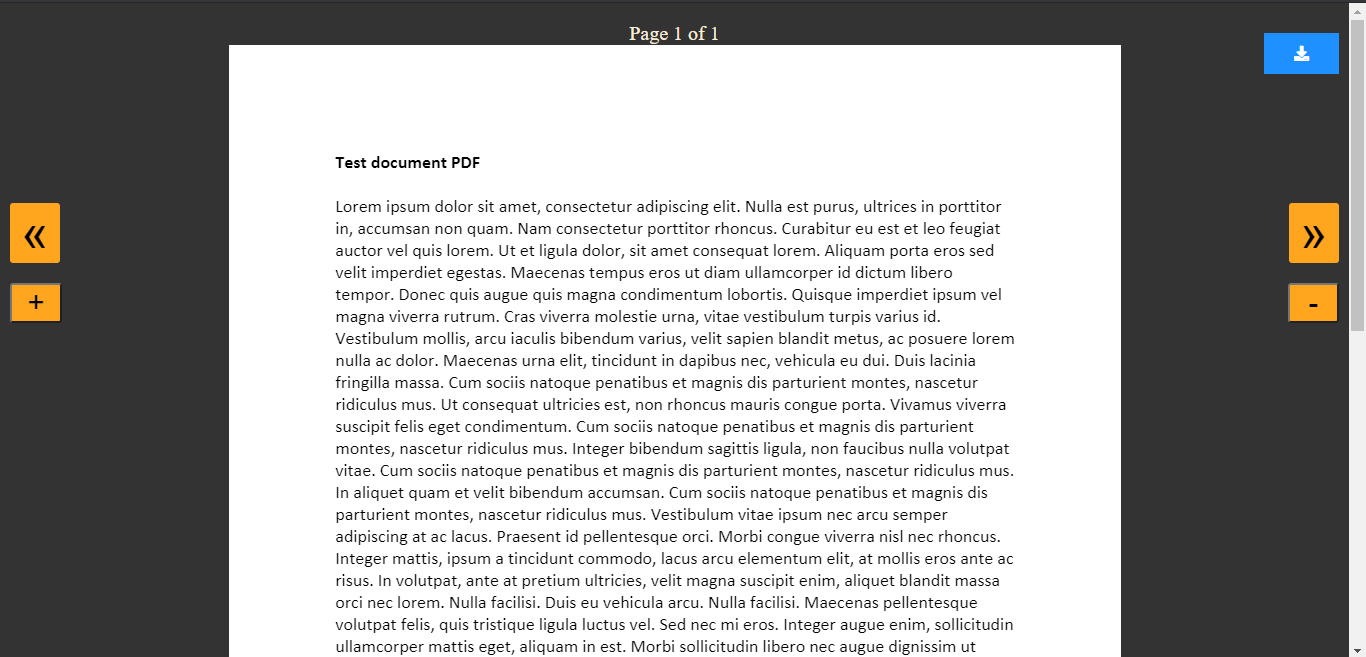 Page 1 of 1
Test document PDF
«
»
Lorem ipsum dolor sit amet, consectetur adipiscing elit. Nulla est purus, ultrices in porttitor
in, accumsan non quam. Nam consectetur porttitor rhoncus. Curabitur eu est et leo feugiat
auctor vel quis lorem. Ut et ligula dolor, sit amet consequat lorem. Aliquam porta eros sed
velit imperdiet egestas. Maecenas tempus eros ut diam ullamcorper id dictum libero
tempor. Donec quis augue quis magna condimentum lobortis. Quisque imperdiet ipsum vel
+
-
magna viverra rutrum. Cras viverra molestie urna, vitae vestibulum turpis varius id.
Vestibulum mollis, arcu iaculis bibendum varius, velit sapien blandit metus, ac posuere lorem
nulla ac dolor. Maecenas urna elit, tincidunt in dapibus nec, vehicula eu dui. Duis lacinia
fringilla massa. Cum sociis natoque penatibus et magnis dis parturient montes, nascetur
ridiculus mus. Ut consequat ultricies est, non rhoncus mauris congue porta. Vivamus viverra
suscipit felis eget condimentum. Cum sociis natoque penatibus et magnis dis parturient
montes, nascetur ridiculus mus. Integer bibendum sagittis ligula, non faucibus nulla volutpat
vitae. Cum sociis natoque penatibus et magnis dis parturient montes, nascetur ridiculus mus.
In aliquet quam et velit bibendum accumsan. Cum sociis natoque penatibus et magnis dis
parturient montes, nascetur ridiculus mus. Vestibulum vitae ipsum nec arcu semper
adipiscing at ac lacus. Praesent id pellentesque orci. Morbi congue viverra nisl nec rhoncus.
Integer mattis, ipsum a tincidunt commodo, lacus arcu elementum elit, at mollis eros ante ac
risus. In volutpat, ante at pretium ultricies, velit magna suscipit enim, aliquet blandit massa
orci nec lorem. Nulla facilisi. Duis eu vehicula arcu. Nulla facilisi. Maecenas pellentesque
volutpat felis, quis tristique ligula luctus vel. Sed nec mi eros. Integer augue enim, sollicitudin
ullamcorper mattis eget, aliquam in est. Morbi sollicitudin libero nec augue dignissim ut